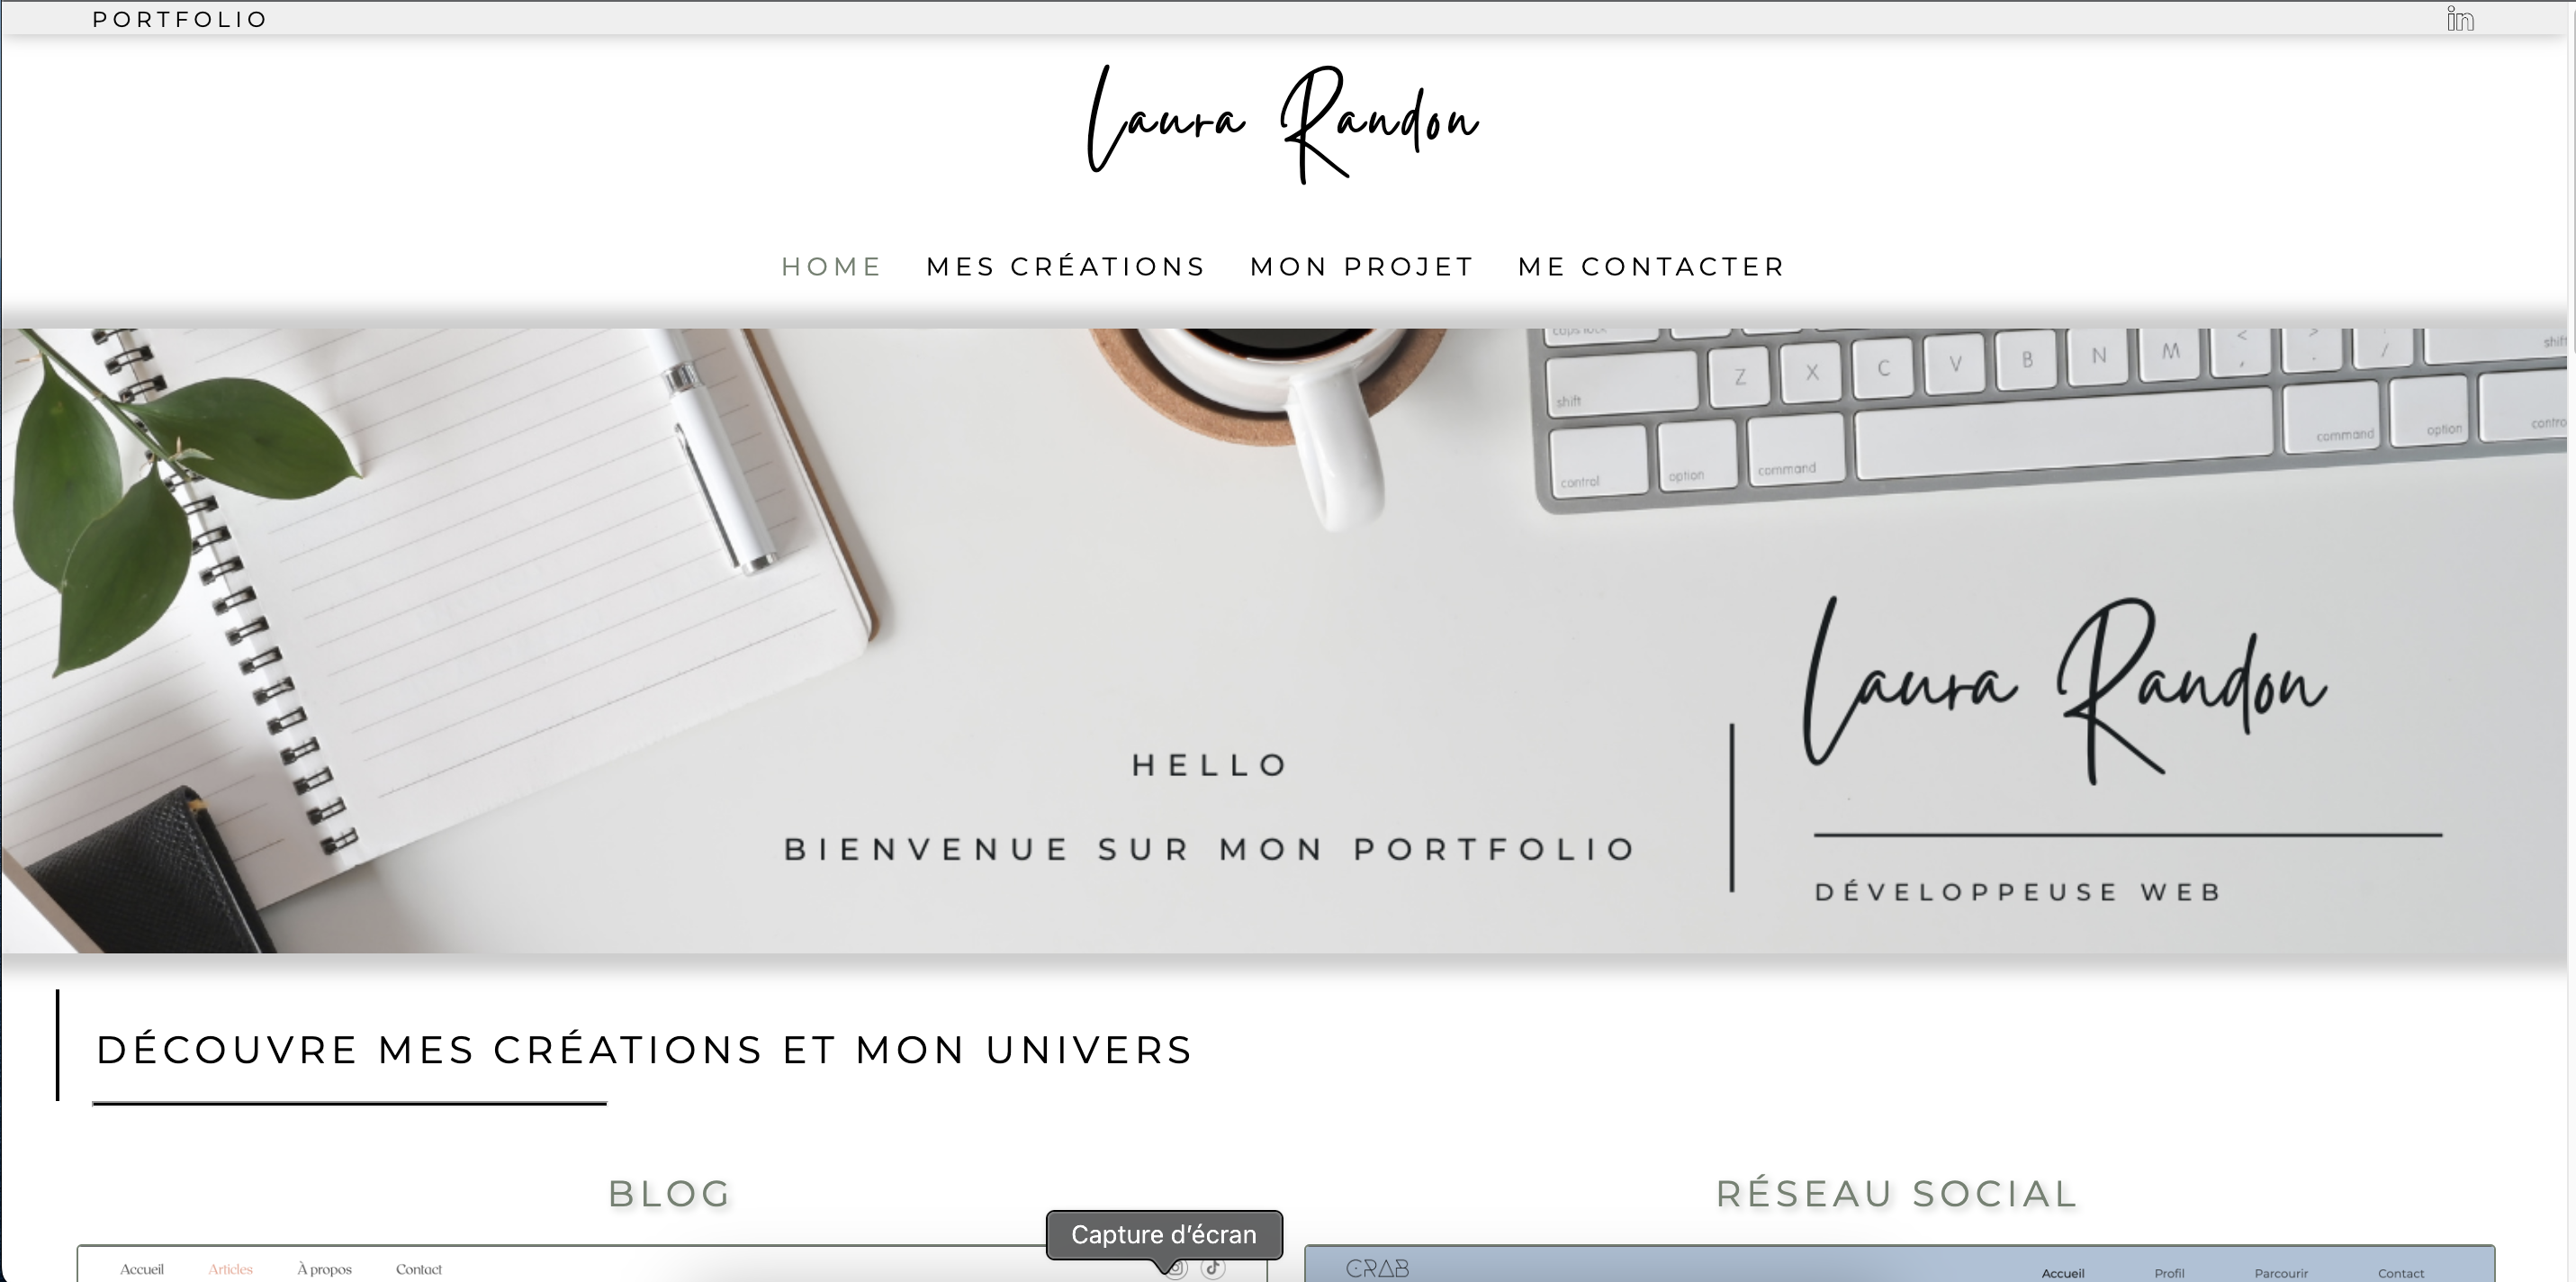 PORTFOLIO
in
Laura Randon
HOME MES CRÉATIONS MON PROJET ME CONTACTER
caps lock
Z X C V B N M < , > . / shift
shift
control option command command option contro
Laura Randon
HELLO
BIENVENUE SUR MON PORTFOLIO
DÉVELOPPEUSE WEB
DÉCOUVRE MES CRÉATIONS ET MON UNIVERS
BLOG
RÉSEAU SOCIAL
Capture d'écran
Accueil Articles À propos Contact
CRAB
Accueil Profil Parcourir Contact